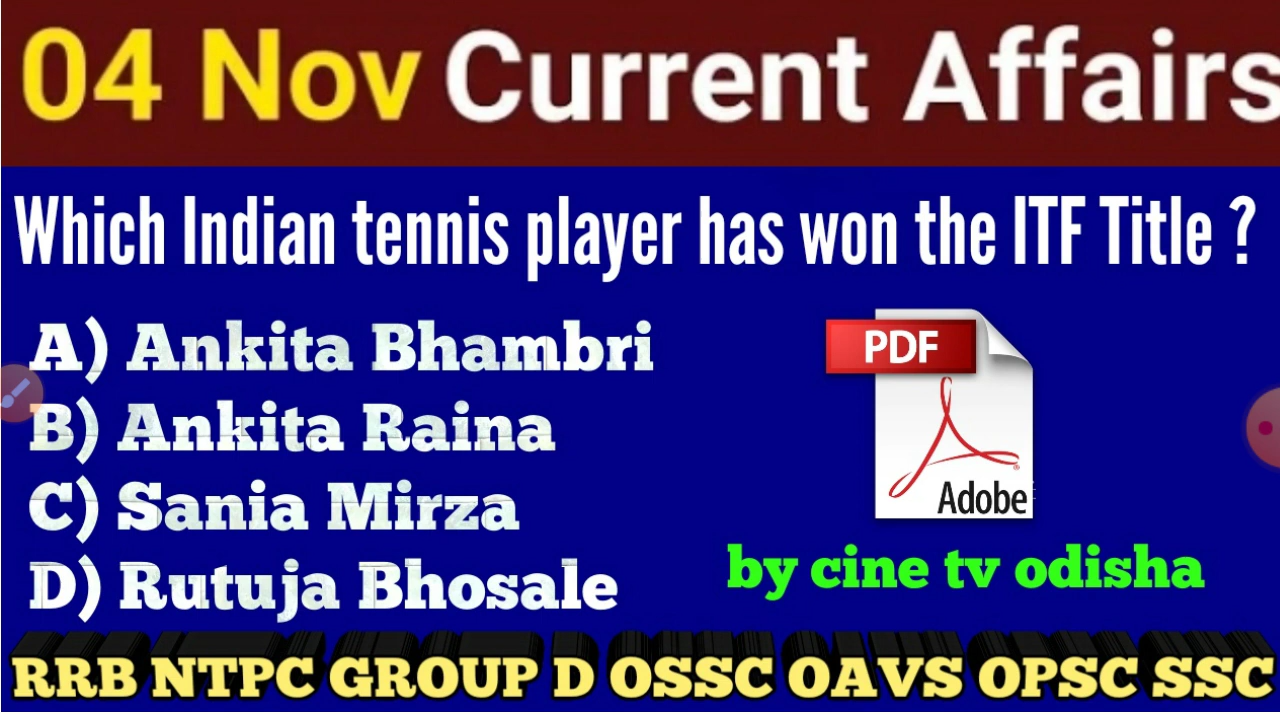 04 Nov Current Affairs
Which Indian tennis player has won the ITF Title ?
A) Ankita Bhambri
B) Ankita Raina
C) Sania Mirza
D) Rutuja Bhosale
PDF
Adobe
by cine tv odisha
RRB NTPC GROUP D OSSC OAVS OPSC SSC